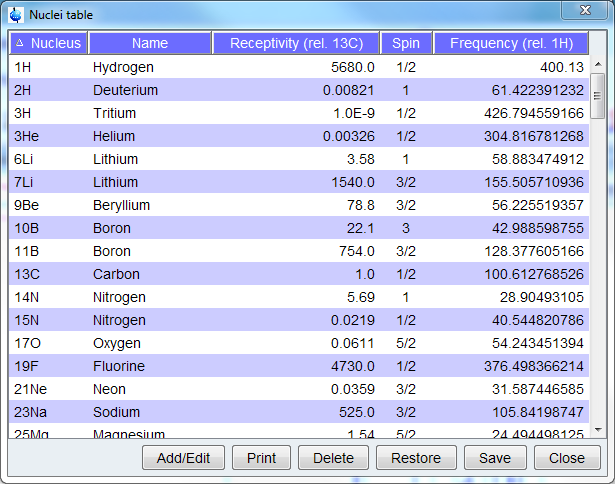 Nuclei table
Nucleus Name Receptivity (rel. 13C) Spin Frequency (rel. 1H)
1H Hydrogen 5680.0 1/2 400.13
2H Deuterium 0.00821 1 61.422391232
3H Tritium 1.0E-9 1/2 426.794559166
3He Helium 0.00326 1/2 304.816781268
6Li Lithium 3.58 1 58.883474912
7Li Lithium 1540.0 3/2 155.505710936
9Be Beryllium 78.8 3/2 56.226519357
10B Boron 22.1 3 42.988598755
11B Boron 754.0 3/2 128.377605166
13C Carbon 1.0 1/2 100.612768526
14N Nitrogen 5.69 1 28.90493105
15N Nitrogen 0.0219 1/2 40.544820786
17O Oxygen 0.0611 5/2 54.243451394
19F Fluorine 4730.0 1/2 376.498366214
21Ne Neon 0.0359 3/2 31.587446585
23Na Sodium 525.0 3/2 105.84198747
25Mg Magnesium 1.54 5/2 24.494498125
Add/Edit Print Delete Restore Save Close